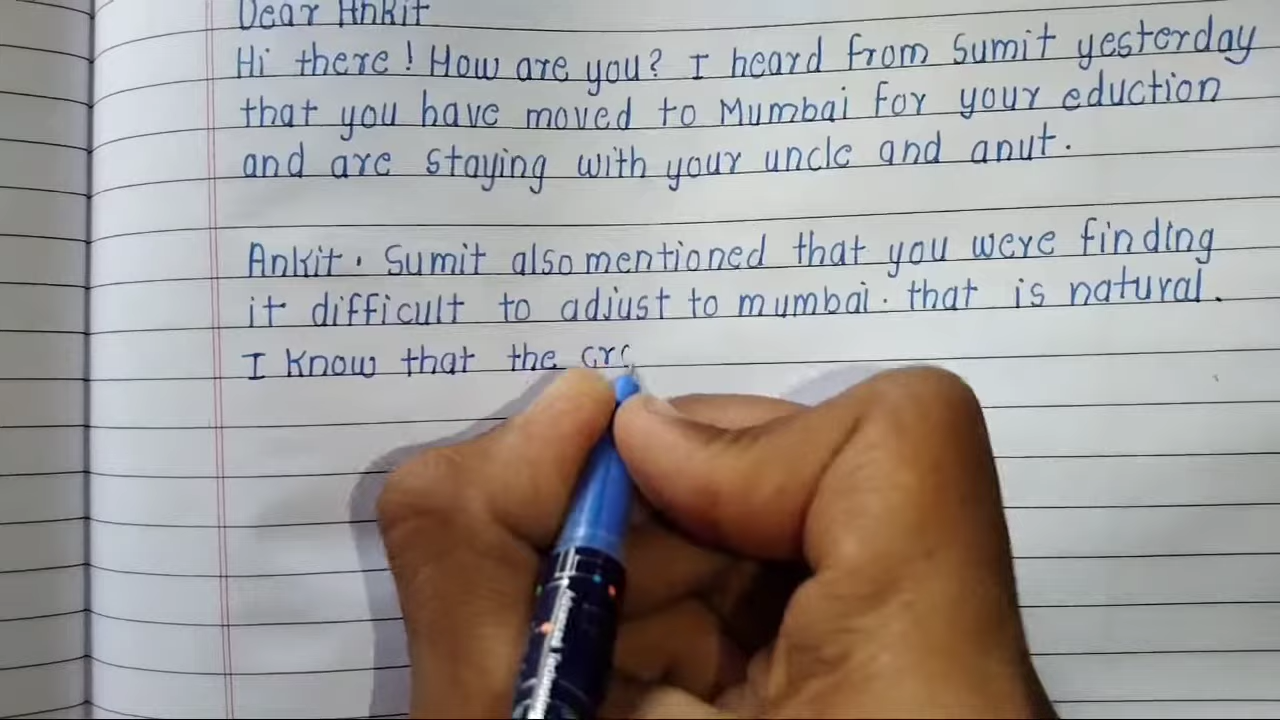 Dear Ankit
Hi there! How are you? I heard from Sumit yesterday
that you have moved to Mumbai for your eduction
and are staying with your uncle and anut.
Ankit. Sumit also mentioned that you were finding
it difficult to adjust to mumbai. that is natural.
I know that the